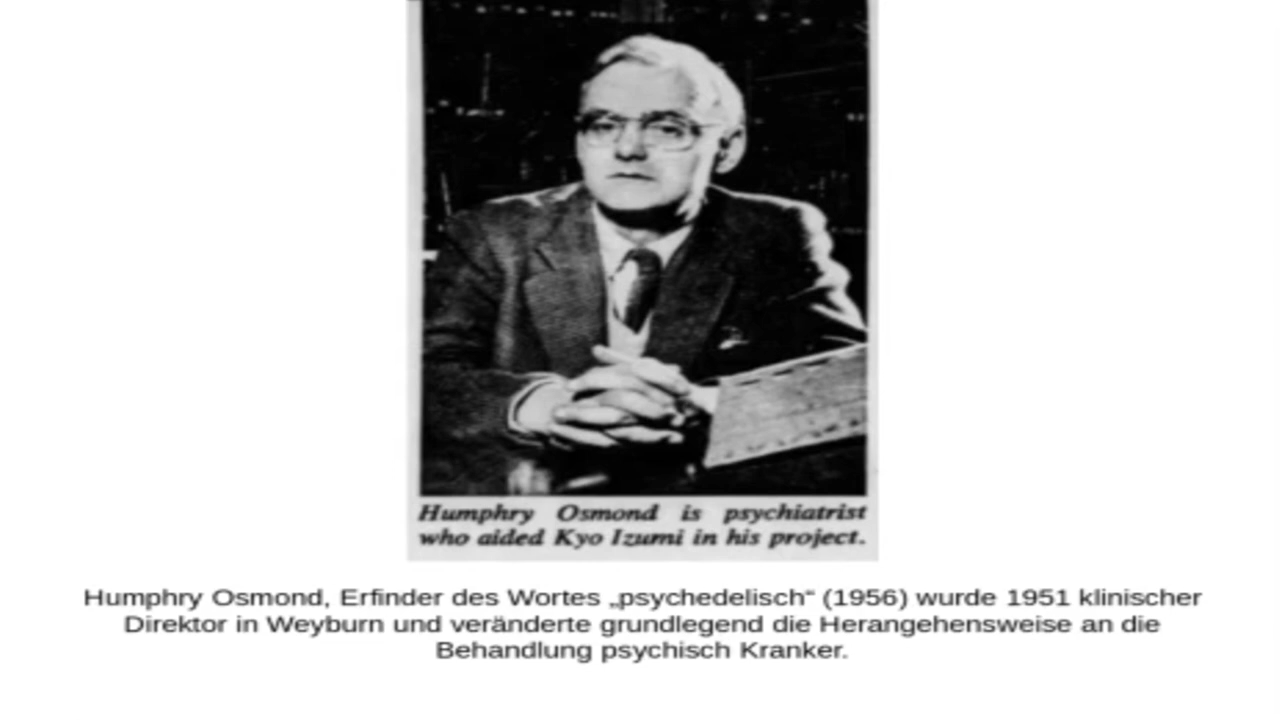 Humphry Osmond is psychiatrist
who aided Kyo Izumi in his project.
Humphry Osmond, Erfinder des Wortes „psychedelisch“ (1956) wurde 1951 klinischer
Direktor in Weyburn und veränderte grundlegend die Herangehensweise an die
Behandlung psychisch Kranker.